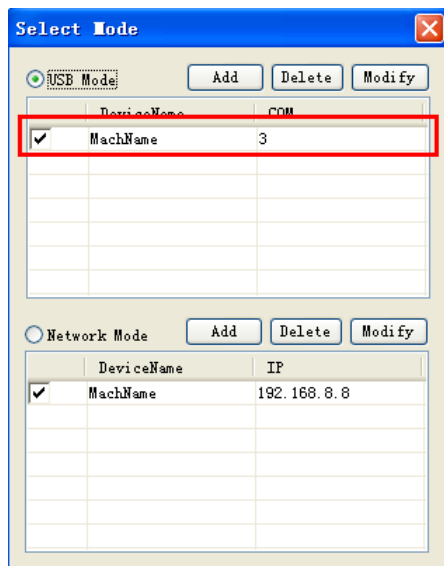 Select Mode
USB Mode Add Delete Modify
DeviceName COM
MachName 3
Network Mode Add Delete Modify
DeviceName IP
MachName 192.168.8.8